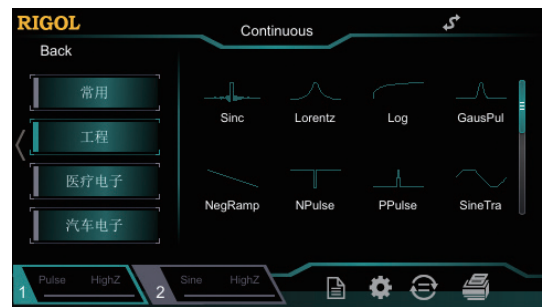 RIGOL
Continuous
Back
常用
工程
医疗电子
汽车电子
Sinc Lorentz Log GausPul
NegRamp NPulse PPulse SineTra
1 Pulse HighZ 2 Sine HighZ